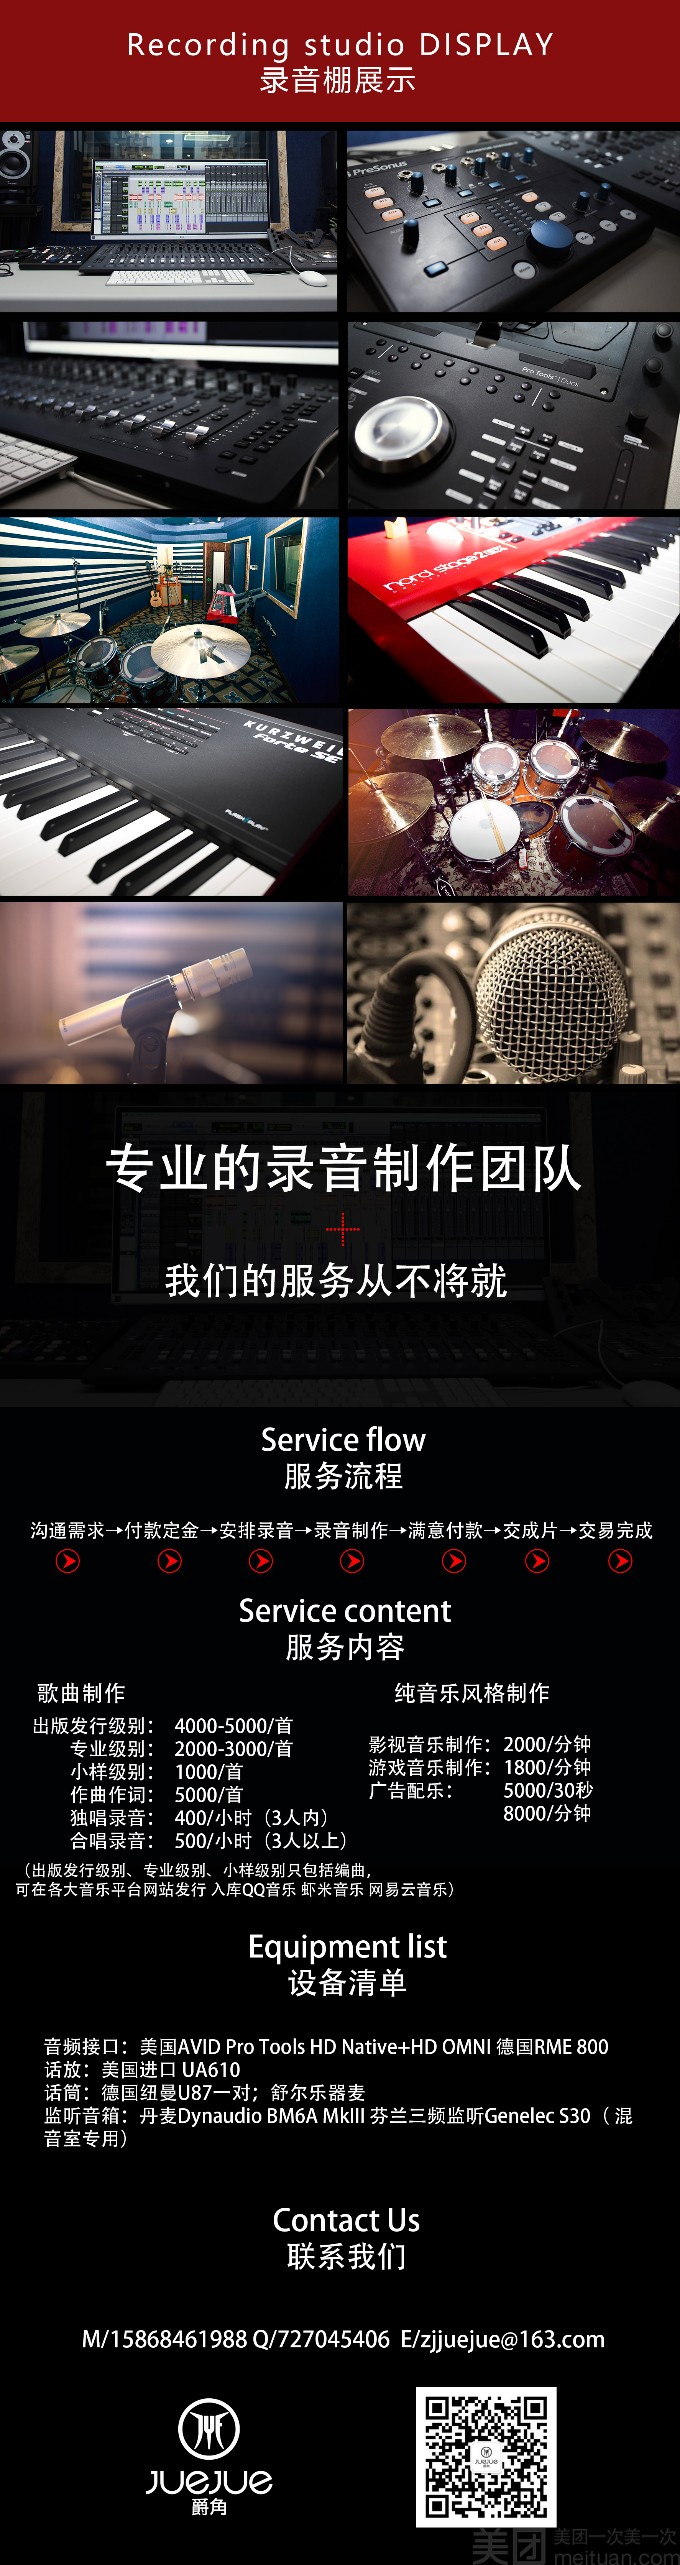 Recording studio DISPLAY
录音棚展示
PreSonus
Pro Tools | Duck
nord stage 2
KURZWEIL
Forte SE
FLASH PLAY
专业的录音制作团队
我们的服务从不将就
Service flow
服务流程
沟通需求→付款定金→安排录音→录音制作→满意付款→交成片→交易完成
Service content
服务内容
歌曲制作
出版发行级别： 4000-5000/首
专业级别： 2000-3000/首
小样级别： 1000/首
作曲作词： 5000/首
独唱录音： 400/小时（3人内）
合唱录音： 500/小时（3人以上）
（出版发行级别、专业级别、小样级别只包括编曲，
可在各大音乐平台网站发行 入库QQ音乐 虾米音乐 网易云音乐）
纯音乐风格制作
影视音乐制作：2000/分钟
游戏音乐制作：1800/分钟
广告配乐： 5000/30秒
8000/分钟
Equipment list
设备清单
音频接口：美国AVID Pro Tools HD Native+HD OMNI 德国RME 800
话放：美国进口 UA610
话筒：德国纽曼U87一对；舒尔乐器麦
监听音箱：丹麦Dynaudio BM6A MkIII 芬兰三频监听Genelec S30（ 混
音室专用）
Contact Us
联系我们
M/15868461988 Q/727045406 E/zjjuejue@163.com
JUEJUE
爵角
JUEJUE
美团 美团一次美一次
meituan.com